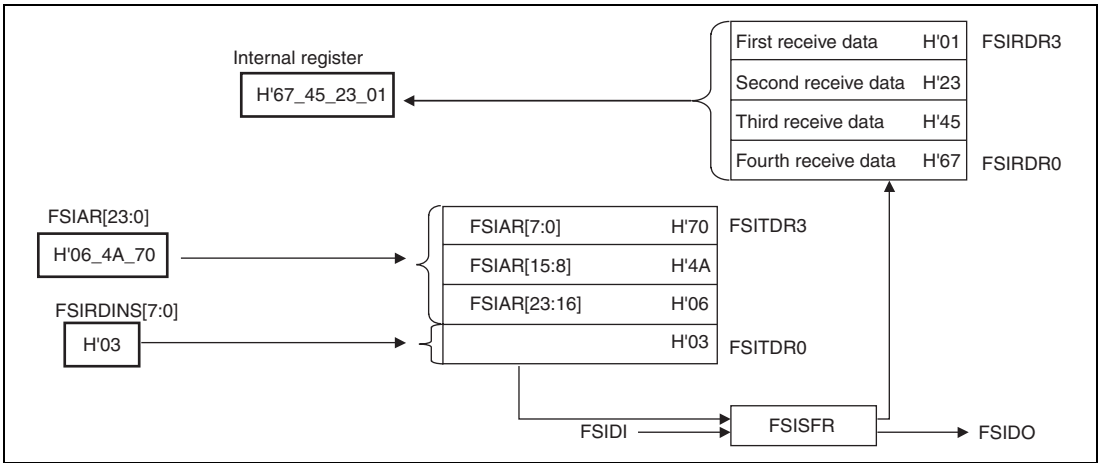 First receive data H'01 FSIRDR3
Internal register
H'67_45_23_01
Second receive data H'23
Third receive data H'45
Fourth receive data H'67 FSIRDR0
FSIAR[23:0]
H'06_4A_70
FSIAR[7:0] H'70 FSITDR3
FSIAR[15:8] H'4A
FSIAR[23:16] H'06
FSIRDINS[7:0]
H'03
H'03 FSITDR0
FSIDI FSISFR FSIDO